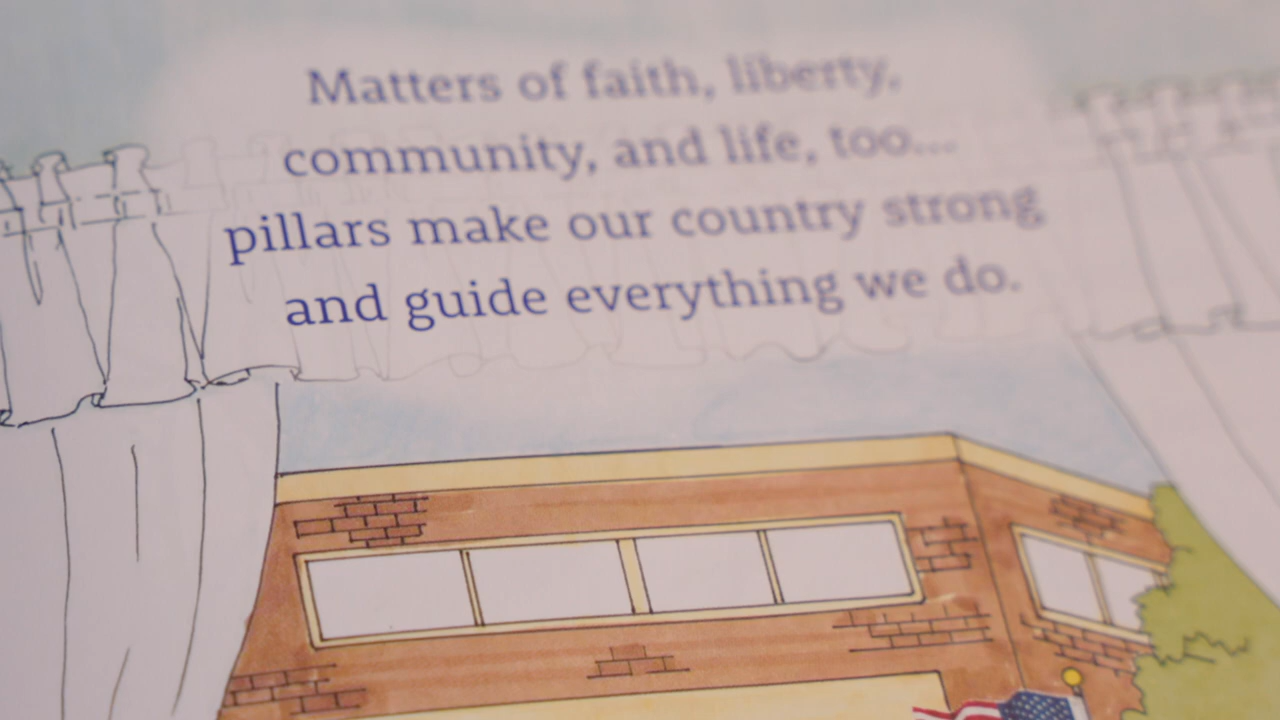 Matters of faith, liberty,
community, and life, too...
pillars make our country strong
and guide everything we do.